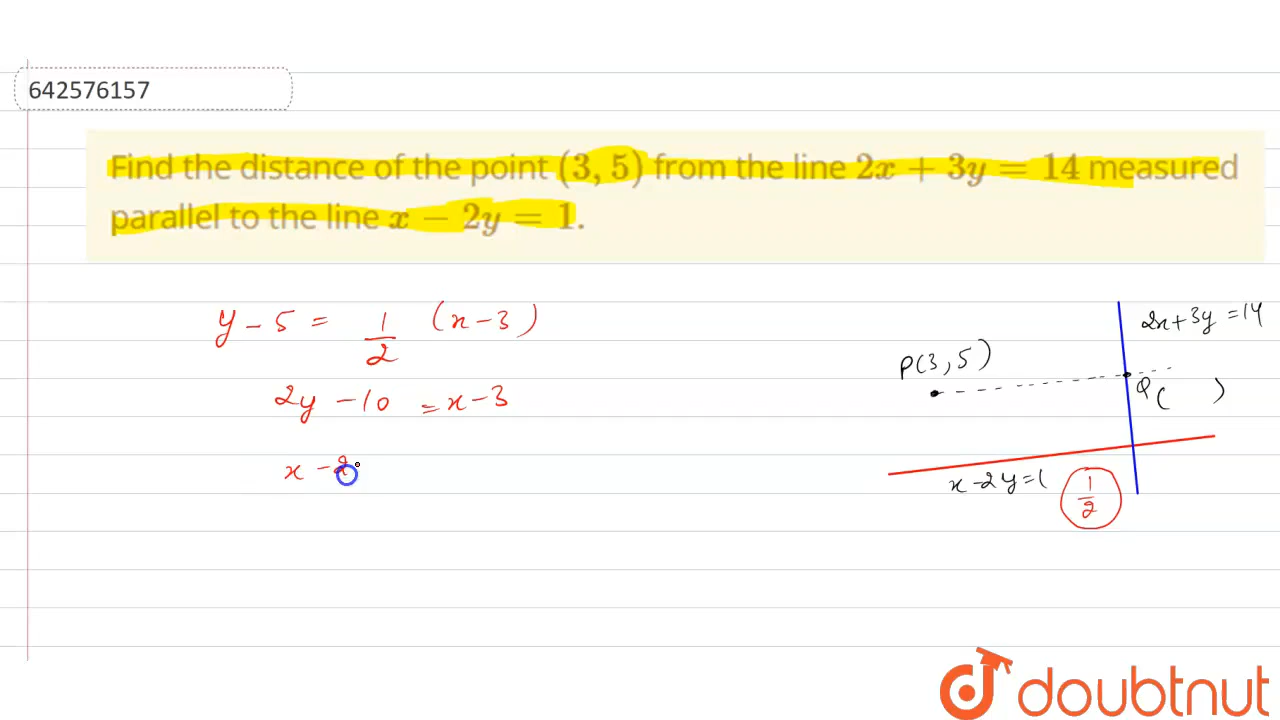 642576157
Find the distance of the point (3, 5) from the line 2x + 3y = 14 measured
parallel to the line x − 2y = 1.
y - 5 = 1/2 (x - 3)
2y - 10 = x - 3
x - 2
2x + 3y = 14
P(3, 5)
Q( )
x - 2y = 1
1/2
doubtnut